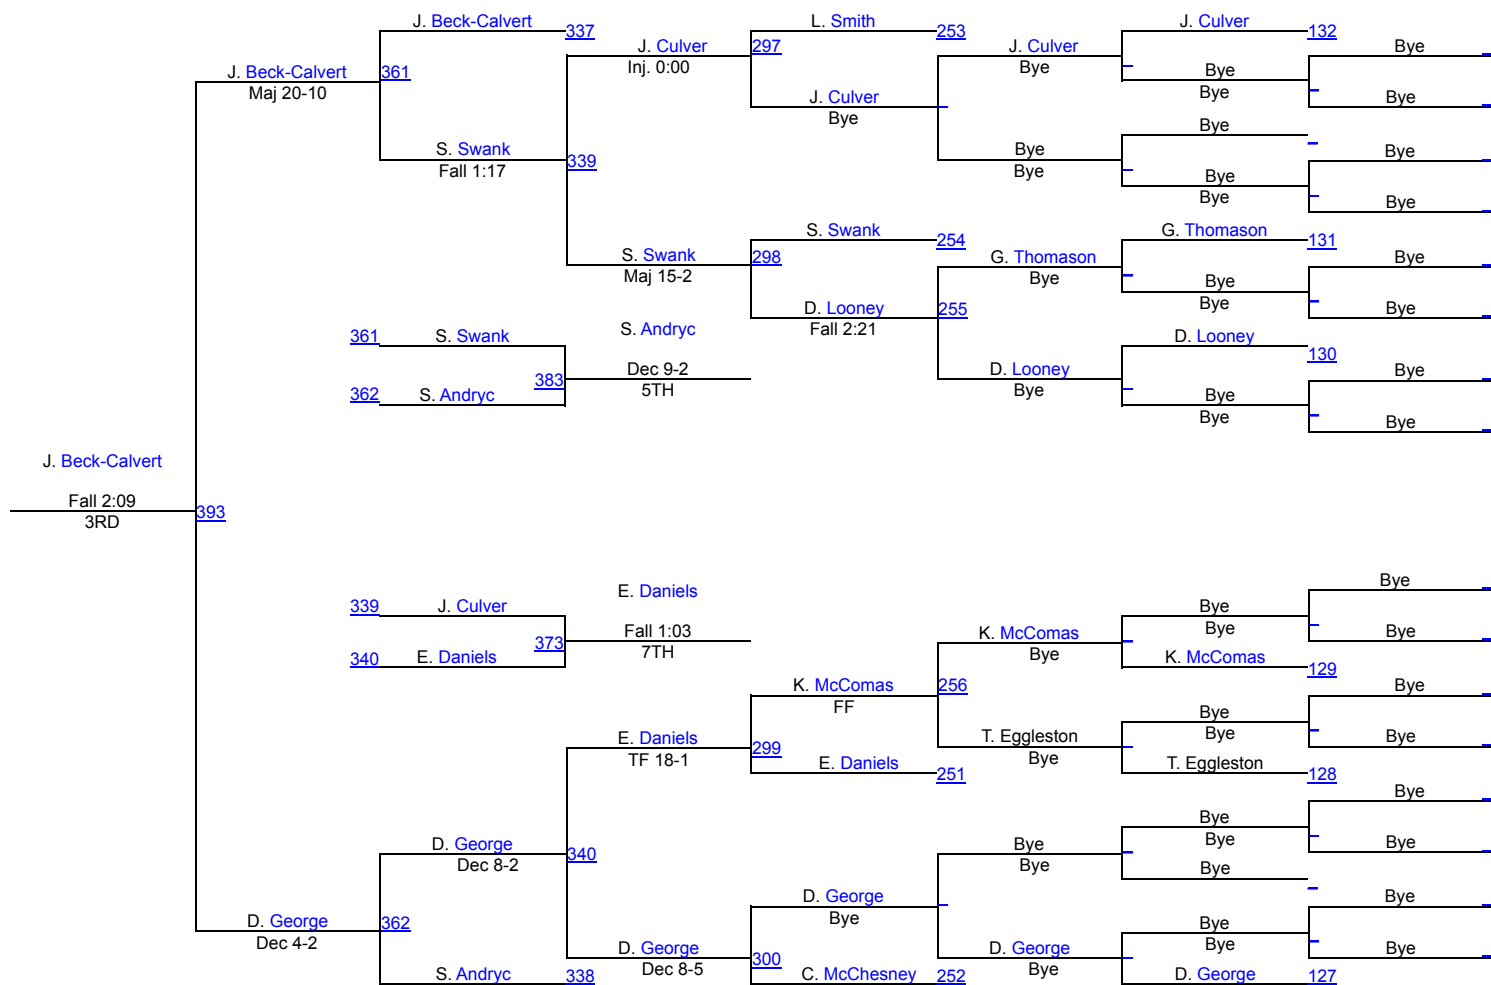 J. Beck-Calvert
337
L. Smith
253
J. Culver
132
J. Culver
Inj. 0:00
297
J. Culver
Bye
Bye
J. Beck-Calvert
Maj 20-10
361
Bye
Bye
J. Culver
Bye
Bye
Bye
S. Swank
Fall 1:17
339
Bye
Bye
Bye
Bye
Bye
Bye
S. Swank
254
G. Thomason
131
S. Swank
Maj 15-2
298
G. Thomason
Bye
Bye
Bye
Bye
D. Looney
Fall 2:21
255
Bye
361
S. Swank
S. Andryc
D. Looney
130
383
Dec 9-2
5TH
D. Looney
Bye
Bye
362
S. Andryc
Bye
Bye
Bye
J. Beck-Calvert
Fall 2:09
3RD
393
Bye
E. Daniels
339
J. Culver
Bye
Bye
373
Fall 1:03
7TH
K. McComas
Bye
Bye
340
E. Daniels
K. McComas
129
K. McComas
FF
256
Bye
Bye
Bye
E. Daniels
TF 18-1
299
T. Eggleston
Bye
Bye
E. Daniels
251
T. Eggleston
128
Bye
Bye
Bye
D. George
Dec 8-2
340
Bye
Bye
Bye
Bye
D. George
Bye
Bye
D. George
Dec 4-2
362
Bye
Bye
D. George
Dec 8-5
300
D. George
Bye
Bye
S. Andryc
338
C. McChesney
252
D. George
127